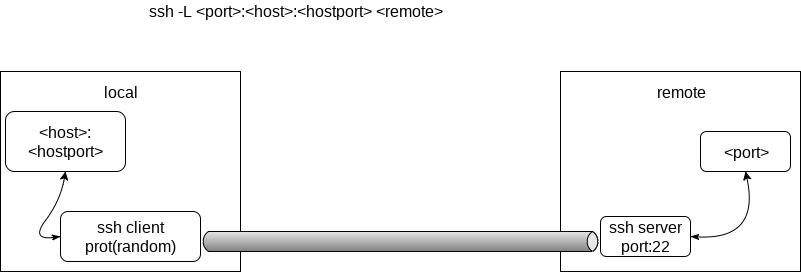 ssh -L <port>:<host>:<hostport> <remote>
local
<host>:
<hostport>
ssh client
prot(random)
remote
<port>
ssh server
port:22